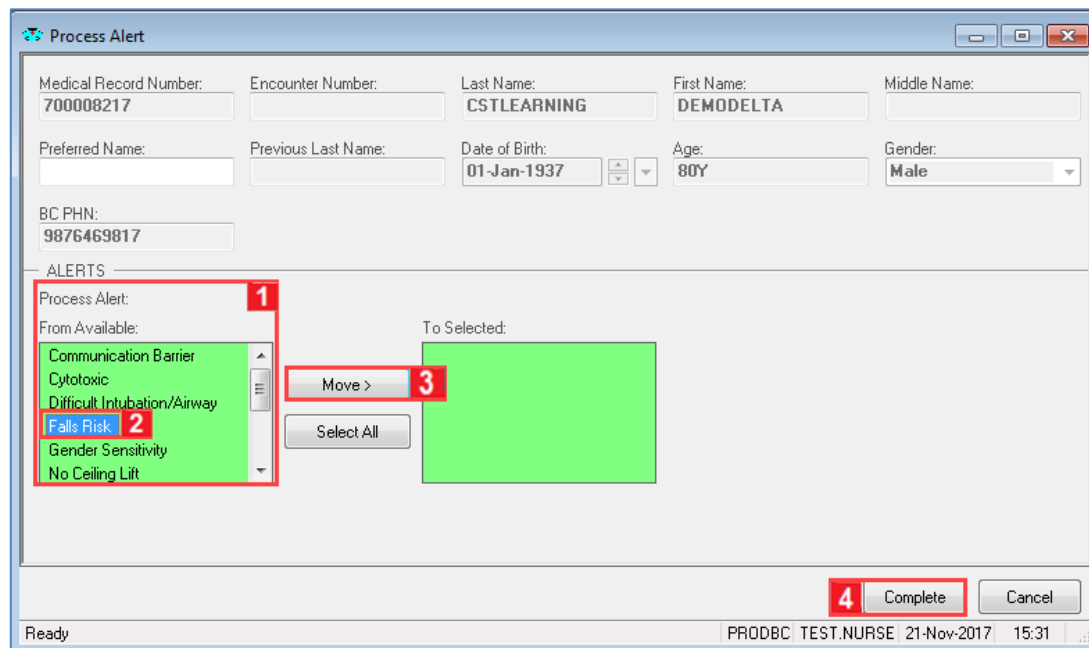 Process Alert
Medical Record Number: Encounter Number: Last Name: First Name: Middle Name:
700008217 CSTLEARNING DEMODELTA
Preferred Name: Previous Last Name: Date of Birth: Age: Gender:
01-Jan-1937 80Y Male
BC PHN:
9876469817
ALERTS
Process Alert: 1
From Available: To Selected:
Communication Barrier
Cytotoxic
Move > 3
Difficult Intubation/Airway
Falls Risk 2
Select All
Gender Sensitivity
No Ceiling Lift
4 Complete Cancel
Ready PRODBC TEST.NURSE 21-Nov-2017 15:31